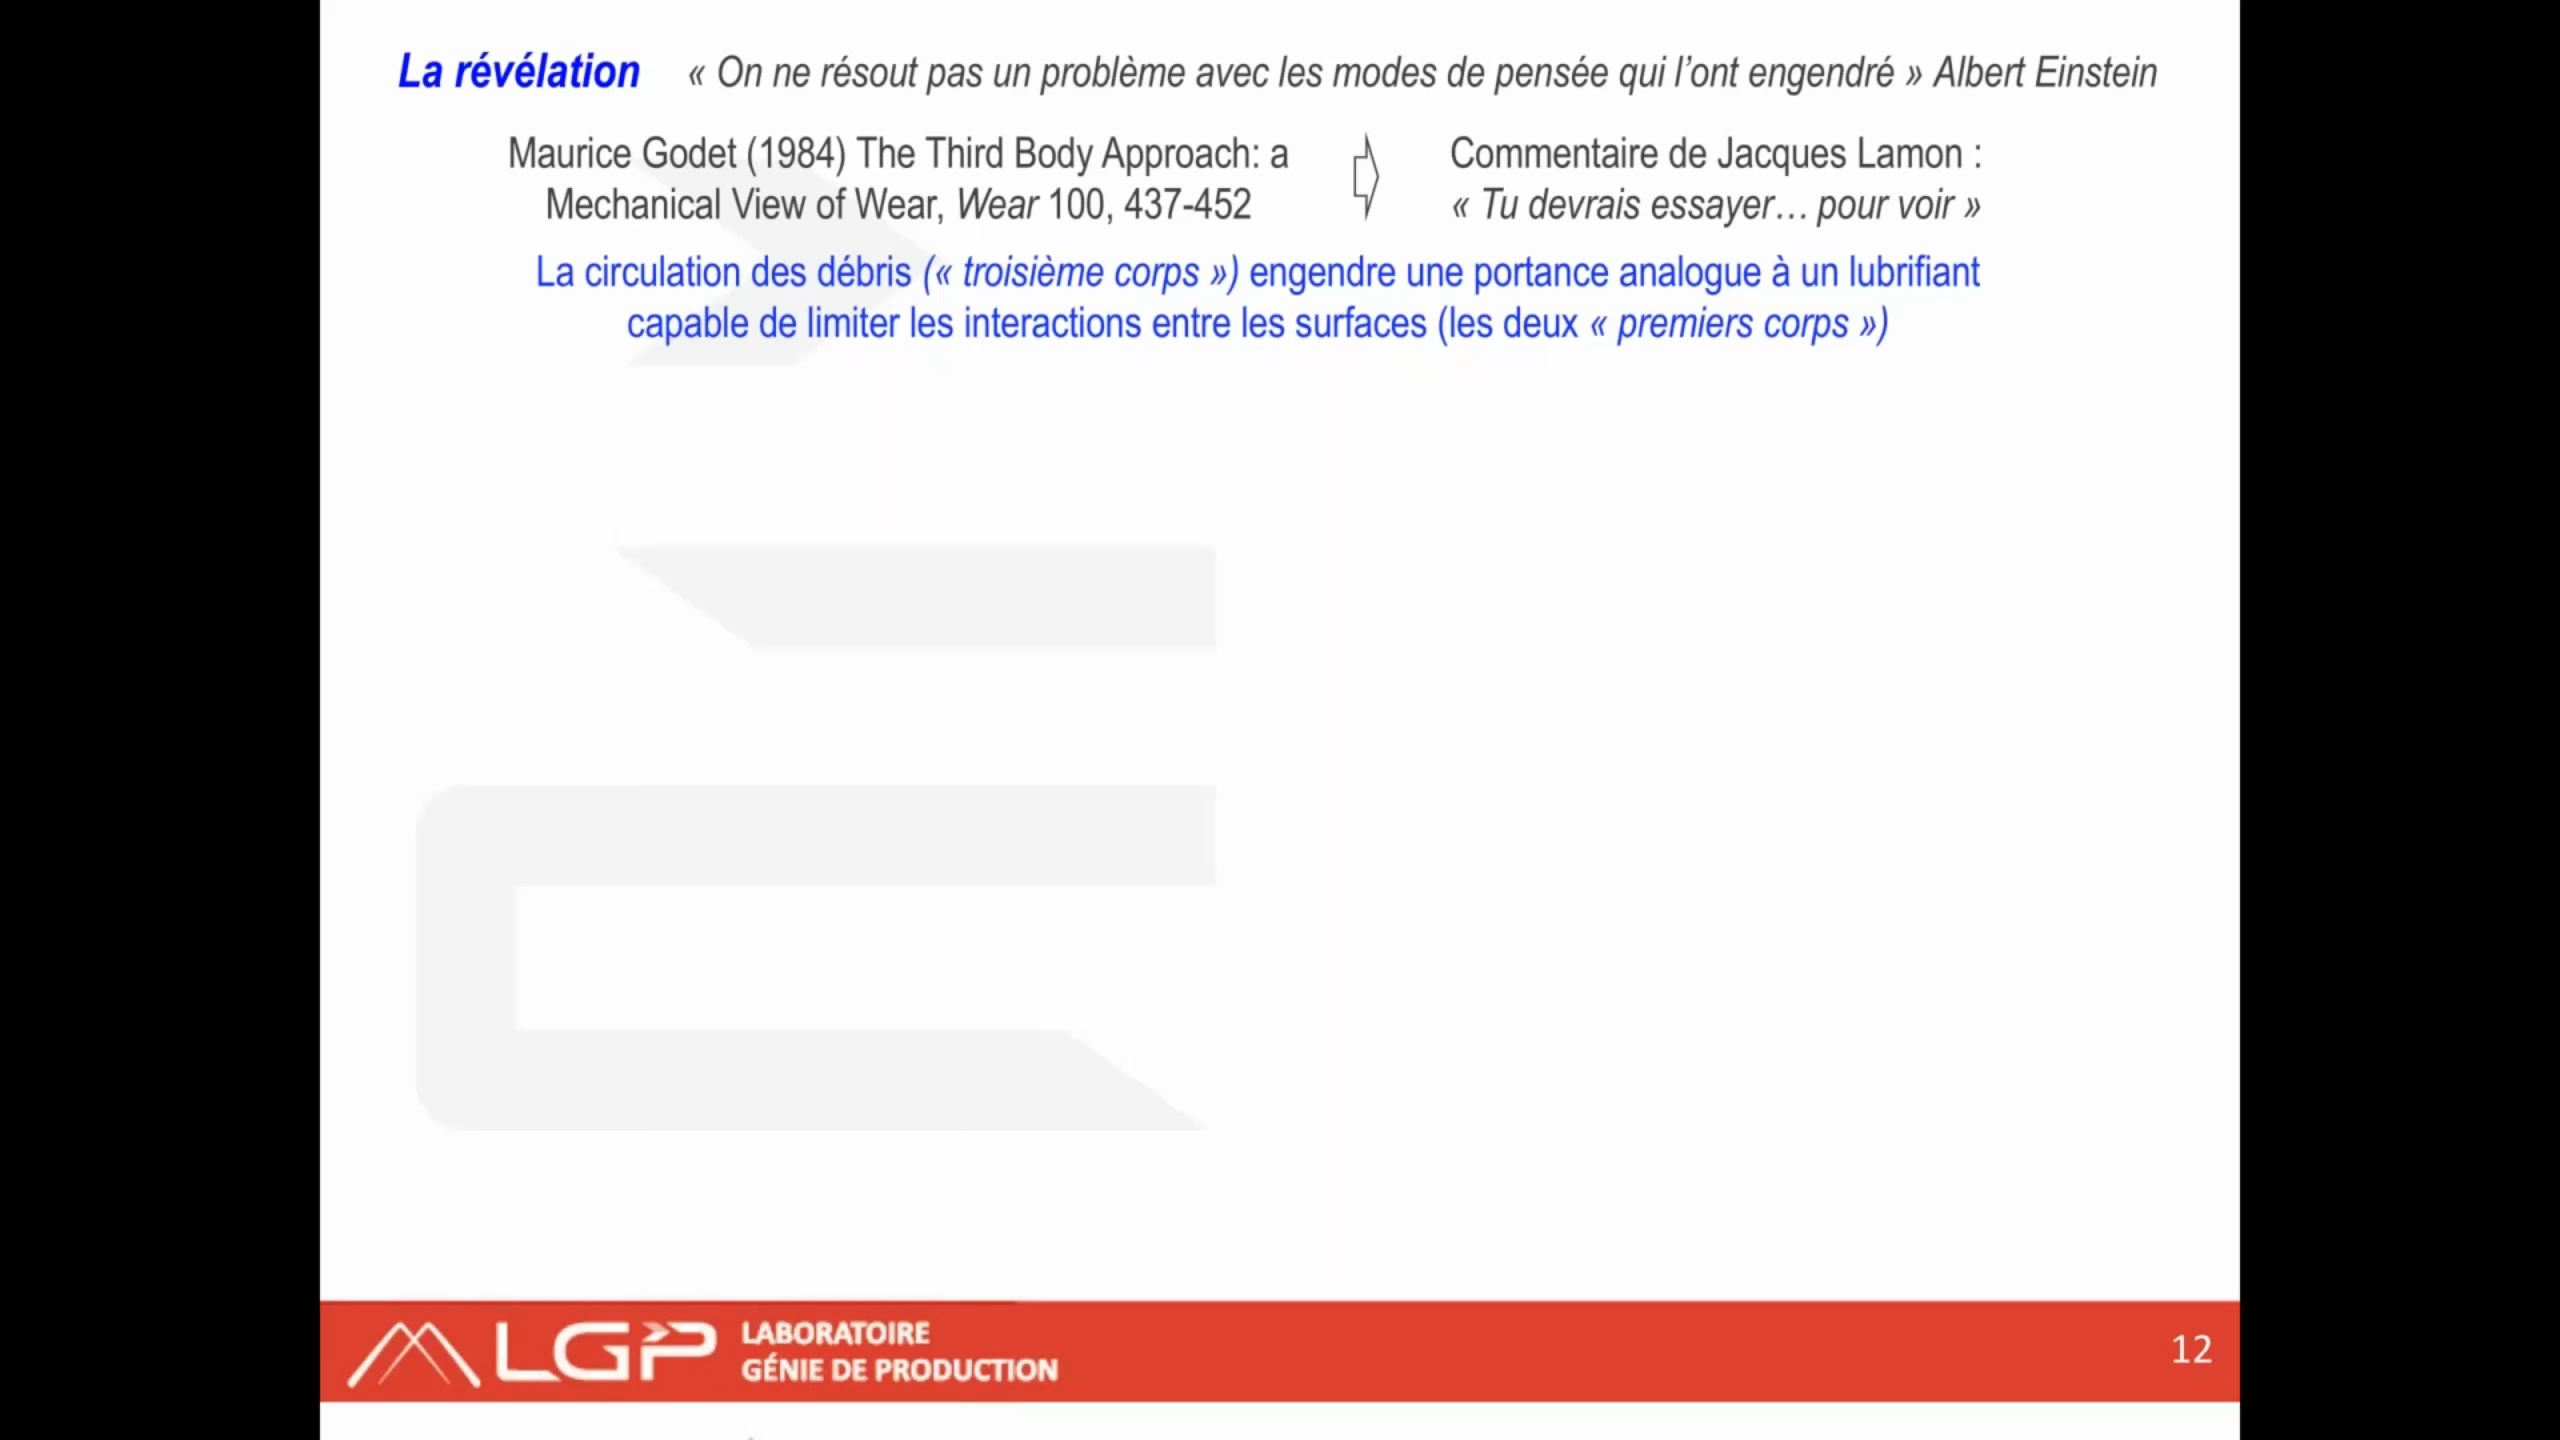 La révélation « On ne résout pas un problème avec les modes de pensée qui l’ont engendré » Albert Einstein
Maurice Godet (1984) The Third Body Approach: a
Mechanical View of Wear, Wear 100, 437-452
Commentaire de Jacques Lamon :
« Tu devrais essayer… pour voir »
La circulation des débris (« troisième corps ») engendre une portance analogue à un lubrifiant
capable de limiter les interactions entre les surfaces (les deux « premiers corps »)
LGP
LABORATOIRE
GÉNIE DE PRODUCTION
12